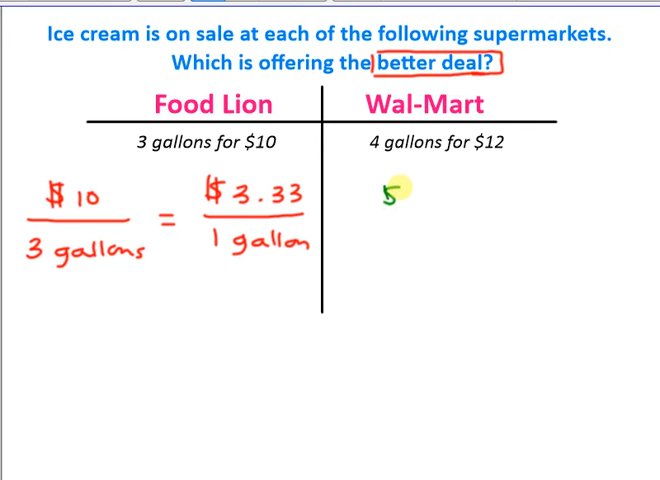 Ice cream is on sale at each of the following supermarkets.
Which is offering the better deal?
Food Lion
Wal-Mart
3 gallons for $10
4 gallons for $12
$10 / 3 gallons = $3.33 / 1 gallon